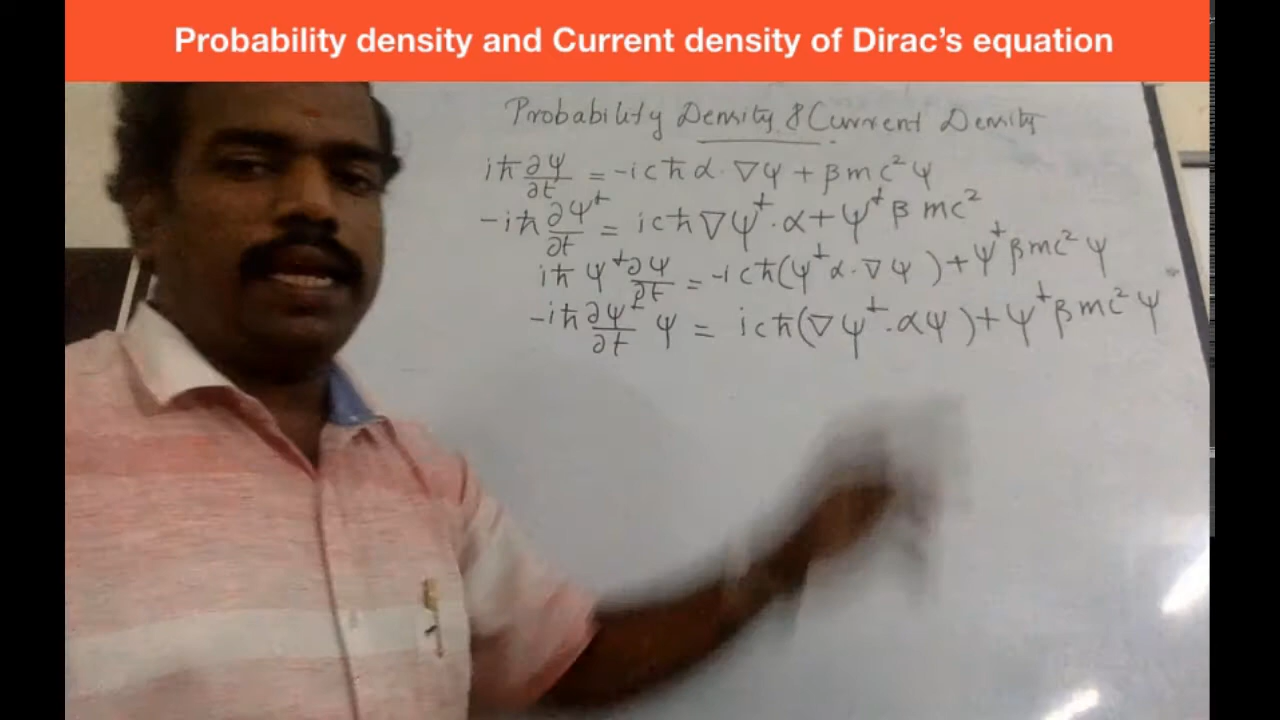 Probability density and Current density of Dirac's equation
Probability Density & Current Density
iħ ∂ψ/∂t = -icħ α·∇ψ + βmc²ψ
-iħ ∂ψ⁺/∂t = icħ∇ψ⁺·α + ψ⁺βmc²
iħ ψ⁺∂ψ/∂t = -icħ(ψ⁺α·∇ψ) + ψ⁺βmc²ψ
-iħ ∂ψ⁺/∂t ψ = icħ(∇ψ⁺·αψ) + ψ⁺βmc²ψ